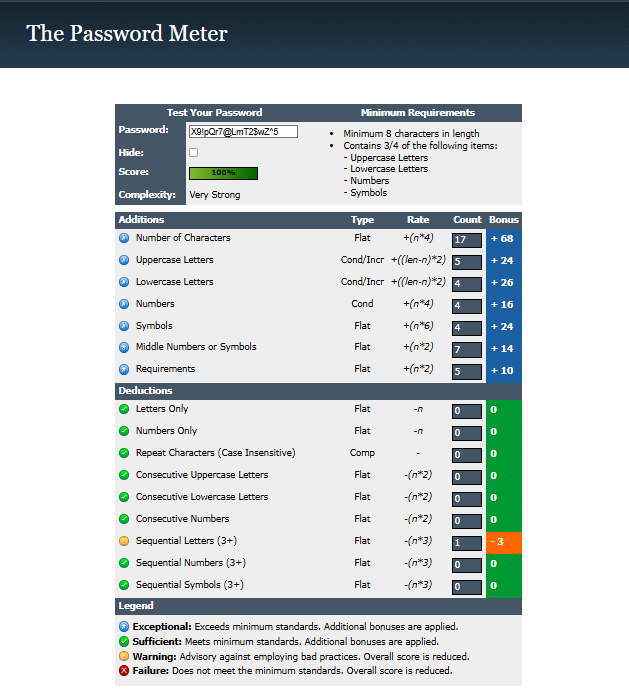 The Password Meter
Test Your Password
Password: X9!pQr7@LmT2$wZ^5
Hide:
Score: 100%
Complexity: Very Strong
Minimum Requirements
• Minimum 8 characters in length
• Contains 3/4 of the following items:
- Uppercase Letters
- Lowercase Letters
- Numbers
- Symbols
Additions Type Rate Count Bonus
Number of Characters Flat +(n*4) 17 + 68
Uppercase Letters Cond/Incr +((len-n)*2) 5 + 24
Lowercase Letters Cond/Incr +((len-n)*2) 4 + 26
Numbers Cond +(n*4) 4 + 16
Symbols Flat +(n*6) 4 + 24
Middle Numbers or Symbols Flat +(n*2) 7 + 14
Requirements Flat +(n*2) 5 + 10
Deductions
Letters Only Flat -n 0 0
Numbers Only Flat -n 0 0
Repeat Characters (Case Insensitive) Comp - 0 0
Consecutive Uppercase Letters Flat -(n*2) 0 0
Consecutive Lowercase Letters Flat -(n*2) 0 0
Consecutive Numbers Flat -(n*2) 0 0
Sequential Letters (3+) Flat -(n*3) 1 - 3
Sequential Numbers (3+) Flat -(n*3) 0 0
Sequential Symbols (3+) Flat -(n*3) 0 0
Legend
Exceptional: Exceeds minimum standards. Additional bonuses are applied.
Sufficient: Meets minimum standards. Additional bonuses are applied.
Warning: Advisory against employing bad practices. Overall score is reduced.
Failure: Does not meet the minimum standards. Overall score is reduced.